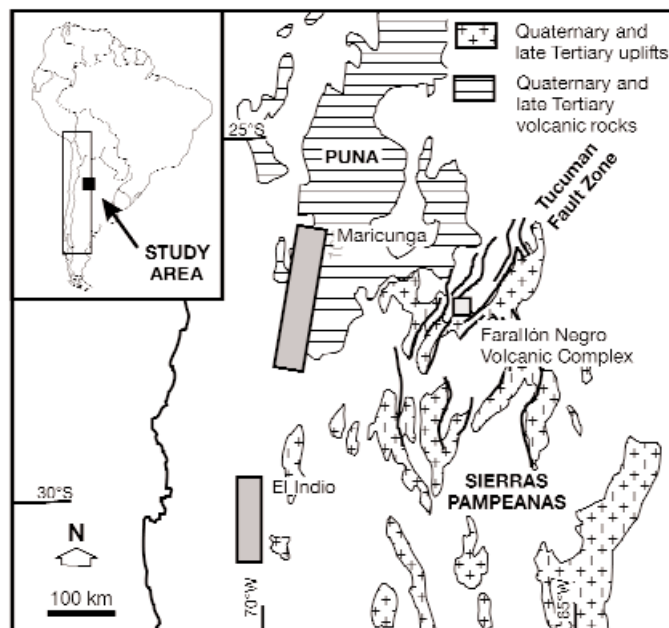 Quaternary and
late Tertiary uplifts
Quaternary and
late Tertiary
volcanic rocks
25°S
PUNA
Tucuman
Fault Zone
STUDY
AREA
Maricunga
Farallón Negro
Volcanic Complex
El Indio
SIERRAS
PAMPEANAS
30°S
N
100 km
70°W
65°W